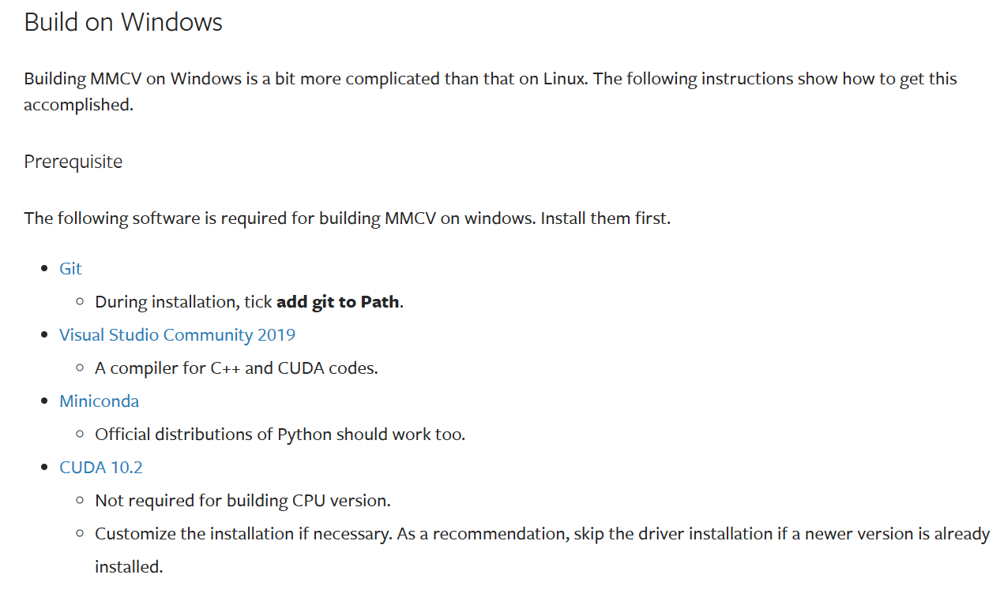 Build on Windows
Building MMCV on Windows is a bit more complicated than that on Linux. The following instructions show how to get this
accomplished.
Prerequisite
The following software is required for building MMCV on windows. Install them first.
Git
During installation, tick add git to Path.
Visual Studio Community 2019
A compiler for C++ and CUDA codes.
Miniconda
Official distributions of Python should work too.
CUDA 10.2
Not required for building CPU version.
Customize the installation if necessary. As a recommendation, skip the driver installation if a newer version is already
installed.